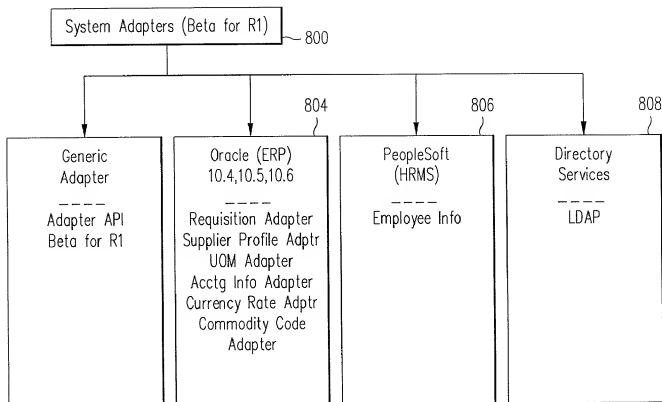 System Adapters (Beta for R1)
800
804
806
808
Generic
Adapter
Adapter API
Beta for R1
Oracle (ERP)
10.4,10.5,10.6
Requisition Adapter
Supplier Profile Adptr
UOM Adapter
Acctg Info Adapter
Currency Rate Adptr
Commodity Code
Adapter
PeopleSoft
(HRMS)
Employee Info
Directory
Services
LDAP